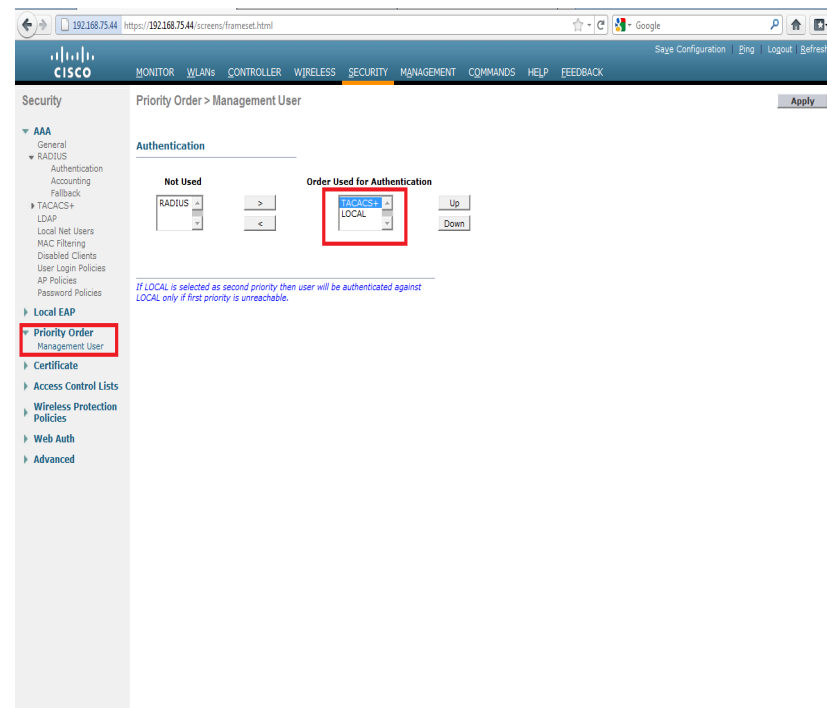 192.168.75.44 https://192.168.75.44/screens/frameset.html Google
Save Configuration | Ping | Logout | Refresh
CISCO
MONITOR WLANs CONTROLLER WIRELESS SECURITY MANAGEMENT COMMANDS HELP FEEDBACK
Security
AAA
General
RADIUS
Authentication
Accounting
Fallback
TACACS+
LDAP
Local Net Users
MAC Filtering
Disabled Clients
User Login Policies
AP Policies
Password Policies
Local EAP
Priority Order
Management User
Certificate
Access Control Lists
Wireless Protection
Policies
Web Auth
Advanced
Priority Order > Management User
Apply
Authentication
Not Used
RADIUS
>
<
Order Used for Authentication
TACACS+
LOCAL
Up
Down
If LOCAL is selected as second priority then user will be authenticated against
LOCAL only if first priority is unreachable.